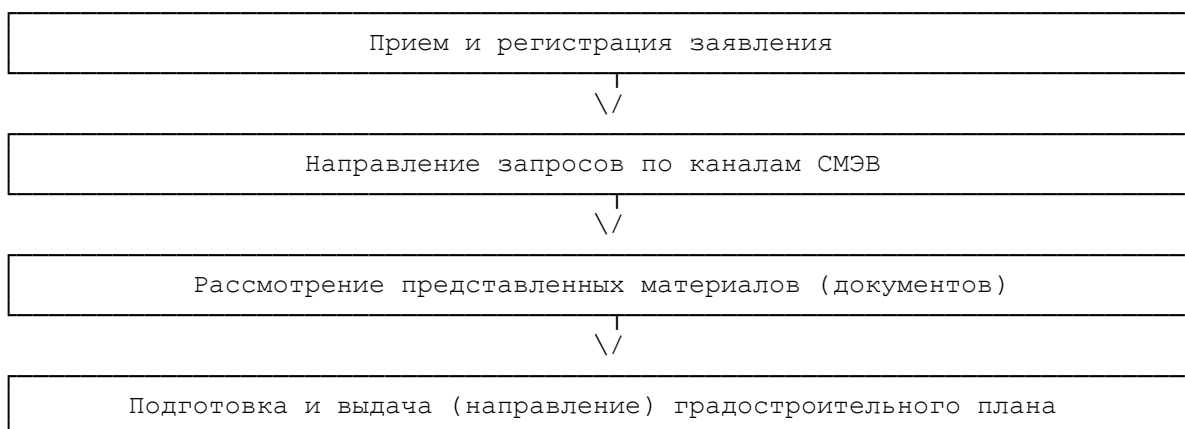 Прием и регистрация заявления
\/
Направление запросов по каналам СМЭВ
\/
Рассмотрение представленных материалов (документов)
\/
Подготовка и выдача (направление) градостроительного плана